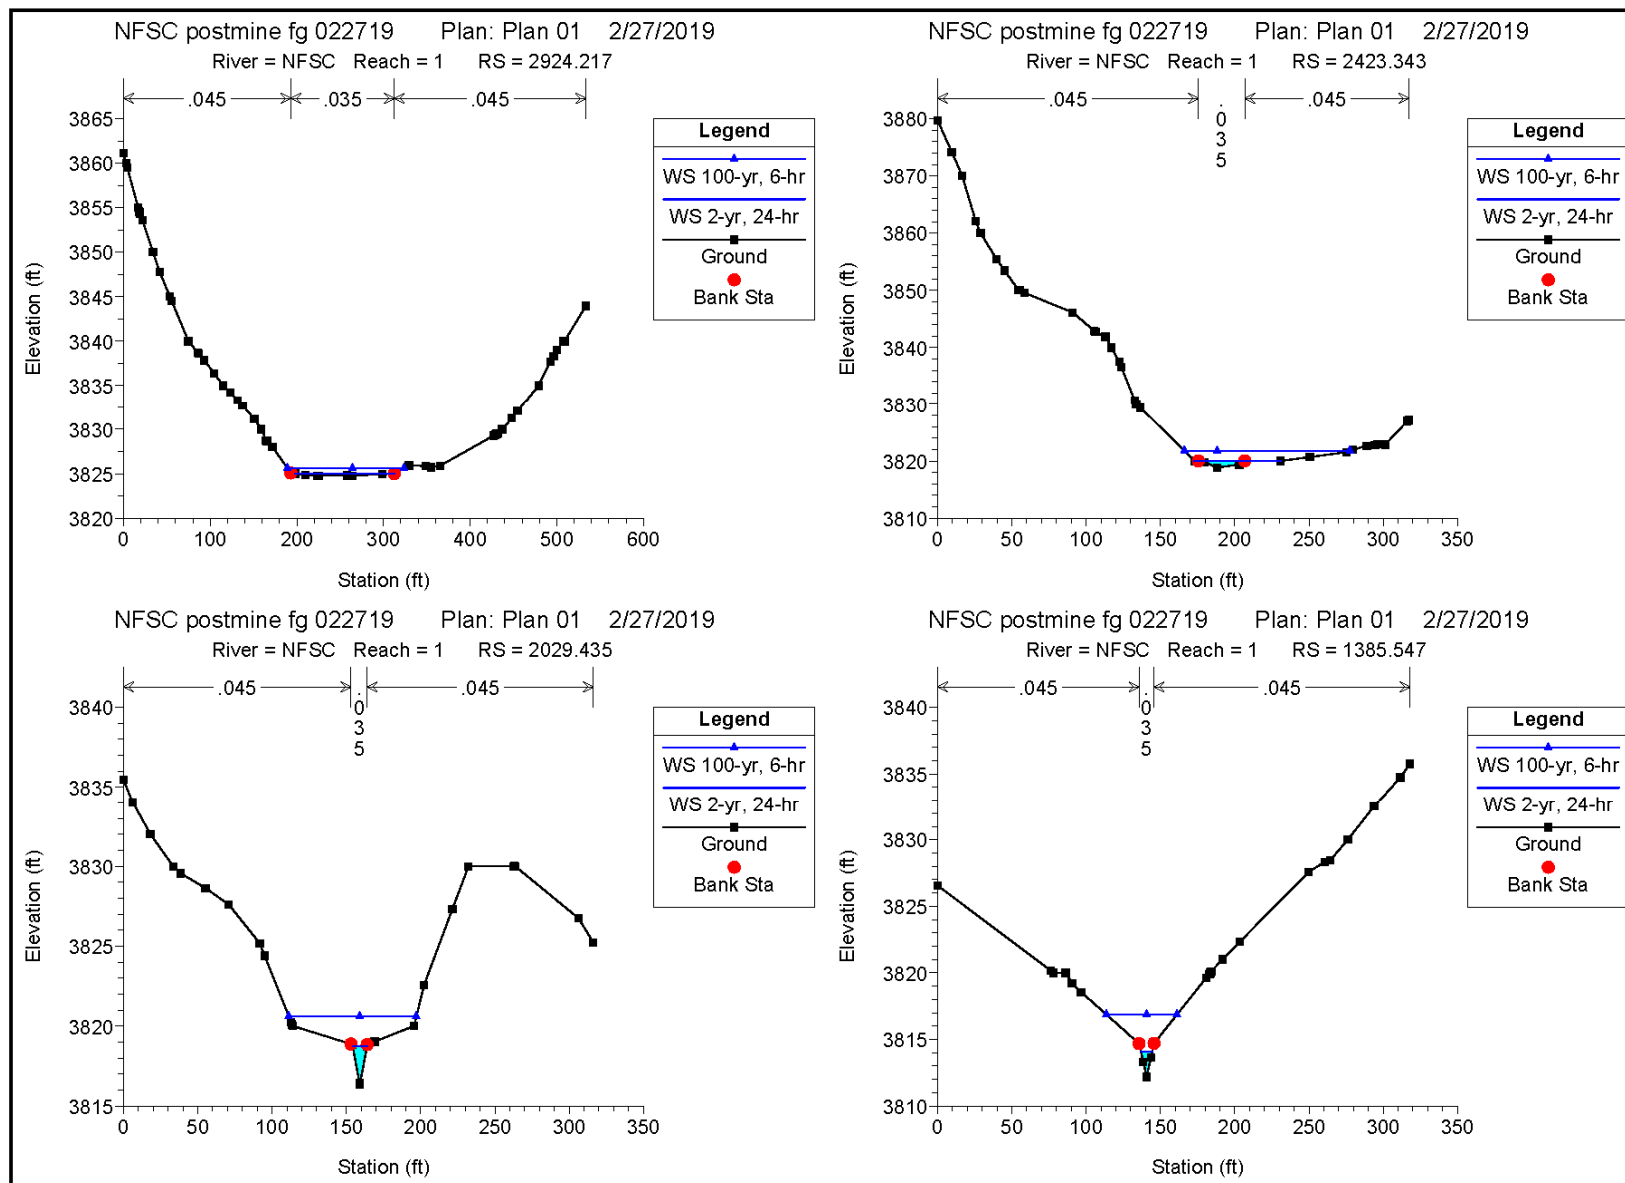 NFSC postmine fg 022719 Plan: Plan 01 2/27/2019
River = NFSC Reach = 1 RS = 2924.217
.045 .035 .045
3865
3860
3855
3850
3845
3840
3835
3830
3825
3820
Elevation (ft)
0 100 200 300 400 500 600
Station (ft)
Legend
WS 100-yr, 6-hr
WS 2-yr, 24-hr
Ground
Bank Sta
NFSC postmine fg 022719 Plan: Plan 01 2/27/2019
River = NFSC Reach = 1 RS = 2423.343
.045 .035 .045
3880
3870
3860
3850
3840
3830
3820
3810
Elevation (ft)
0 50 100 150 200 250 300 350
Station (ft)
Legend
WS 100-yr, 6-hr
WS 2-yr, 24-hr
Ground
Bank Sta
NFSC postmine fg 022719 Plan: Plan 01 2/27/2019
River = NFSC Reach = 1 RS = 2029.435
.045 .035 .045
3840
3835
3830
3825
3820
3815
Elevation (ft)
0 50 100 150 200 250 300 350
Station (ft)
Legend
WS 100-yr, 6-hr
WS 2-yr, 24-hr
Ground
Bank Sta
NFSC postmine fg 022719 Plan: Plan 01 2/27/2019
River = NFSC Reach = 1 RS = 1385.547
.045 .035 .045
3840
3835
3830
3825
3820
3815
3810
Elevation (ft)
0 50 100 150 200 250 300 350
Station (ft)
Legend
WS 100-yr, 6-hr
WS 2-yr, 24-hr
Ground
Bank Sta